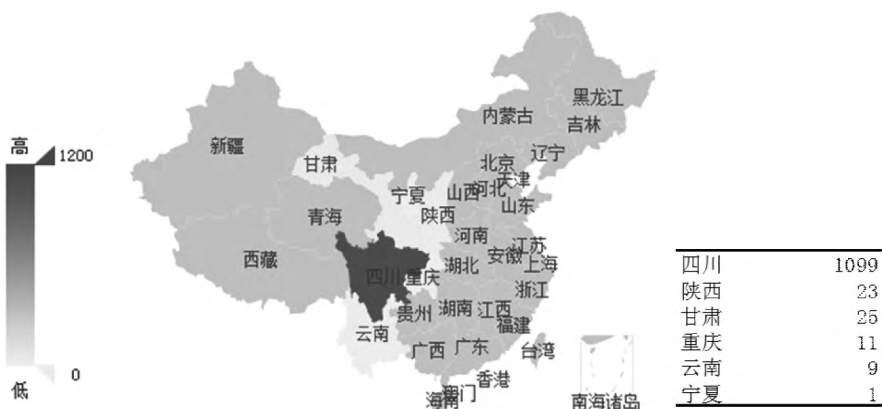 高
1200
0
低
黑龙江
内蒙古
吉林
新疆
辽宁
北京
天津
甘肃
宁夏
山西
河北
山东
陕西
青海
河南
江苏
安徽
上海
西藏
四川
重庆
湖北
浙江
贵州
湖南
江西
福建
云南
广西
广东
台湾
香港
澳门
海南
南海诸岛
四川 1099
陕西 23
甘肃 25
重庆 11
云南 9
宁夏 1